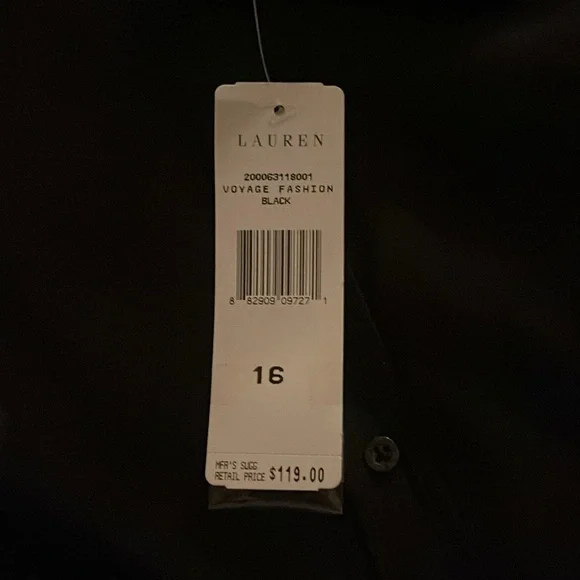 LAUREN
200063118001
VOYAGE FASHION
BLACK
8 82909 09727 1
16
MFR'S SUGG
RETAIL PRICE $119.00